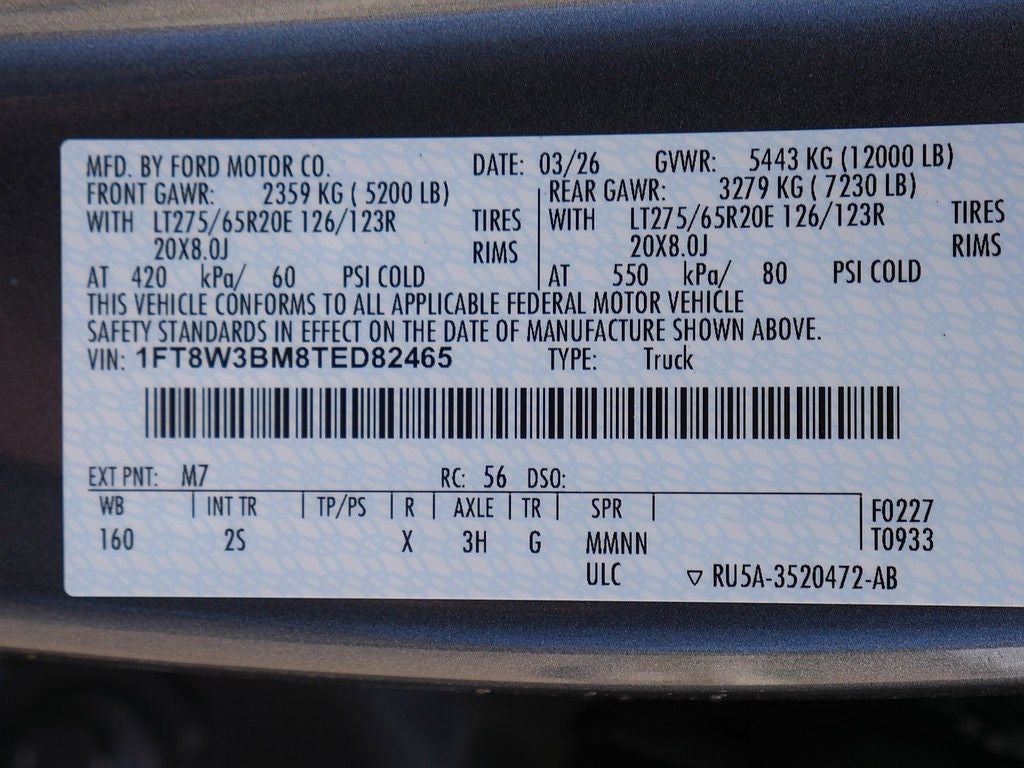 MFD. BY FORD MOTOR CO. DATE: 03/26 GVWR: 5443 KG (12000 LB)
FRONT GAWR: 2359 KG ( 5200 LB) REAR GAWR: 3279 KG ( 7230 LB)
WITH LT275/65R20E 126/123R TIRES WITH LT275/65R20E 126/123R TIRES
20X8.0J RIMS 20X8.0J RIMS
AT 420 kPa/ 60 PSI COLD AT 550 kPa/ 80 PSI COLD
THIS VEHICLE CONFORMS TO ALL APPLICABLE FEDERAL MOTOR VEHICLE
SAFETY STANDARDS IN EFFECT ON THE DATE OF MANUFACTURE SHOWN ABOVE.
VIN: 1FT8W3BM8TED82465 TYPE: Truck
EXT PNT: M7 RC: 56 DSO:
WB INT TR TP/PS R AXLE TR SPR F0227
160 2S X 3H G MMNN T0933
ULC ▽ RU5A-3520472-AB